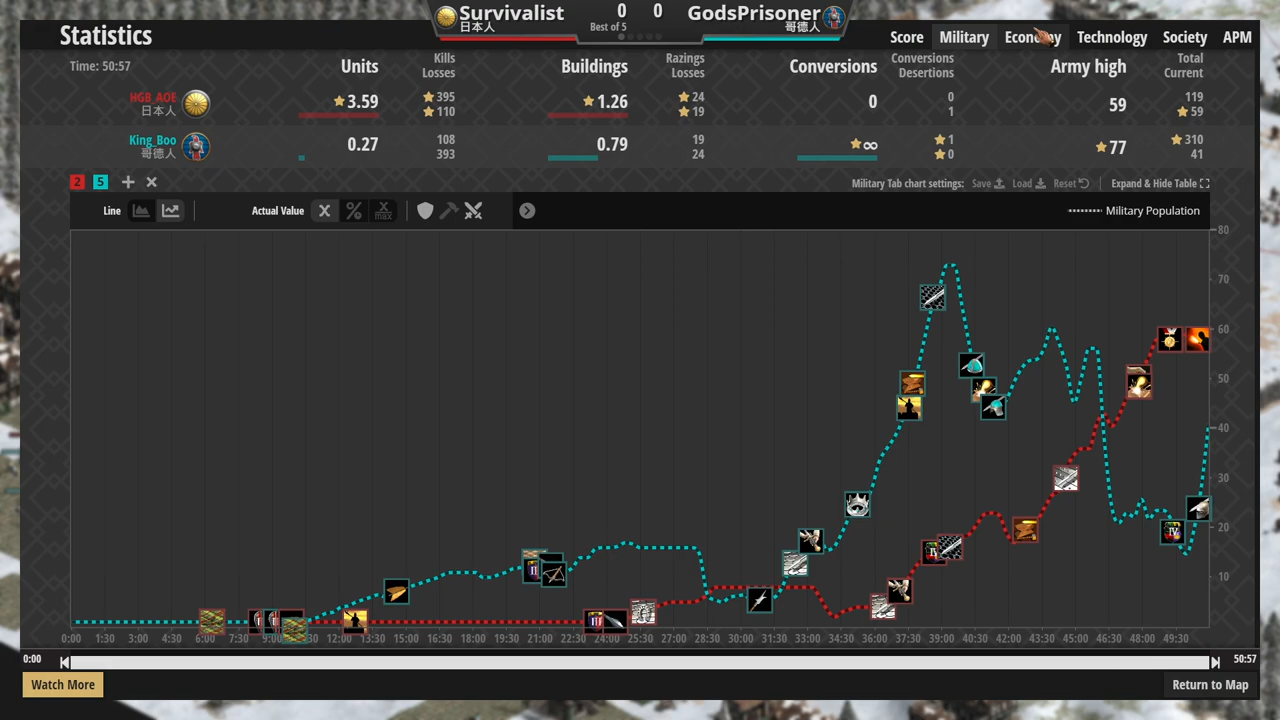 Survivalist 0 0 GodsPrisoner
日本人 Best of 5 哥德人
Statistics Score Military Economy Technology Society APM
Time: 50:57 Units Kills Losses Buildings Razings Losses Conversions Conversions Desertions Army high Total Current
HGB_AOE 3.59 395 1.26 24 0 0 59 119
日本人 110 19 1 59
King_Boo 0.27 108 0.79 19 ∞ 1 77 310
哥德人 393 24 0 41
2 5 Military Tab chart settings: Save Load Reset Expand & Hide Table
Line Actual Value X % X max Military Population
80
70
60
50
40
30
20
10
0:00 1:30 3:00 4:30 6:00 7:30 9:00 10:30 12:00 13:30 15:00 16:30 18:00 19:30 21:00 22:30 24:00 25:30 27:00 28:30 30:00 31:30 33:00 34:30 36:00 37:30 39:00 40:30 42:00 43:30 45:00 46:30 48:00 49:30
0:00 50:57
Watch More Return to Map